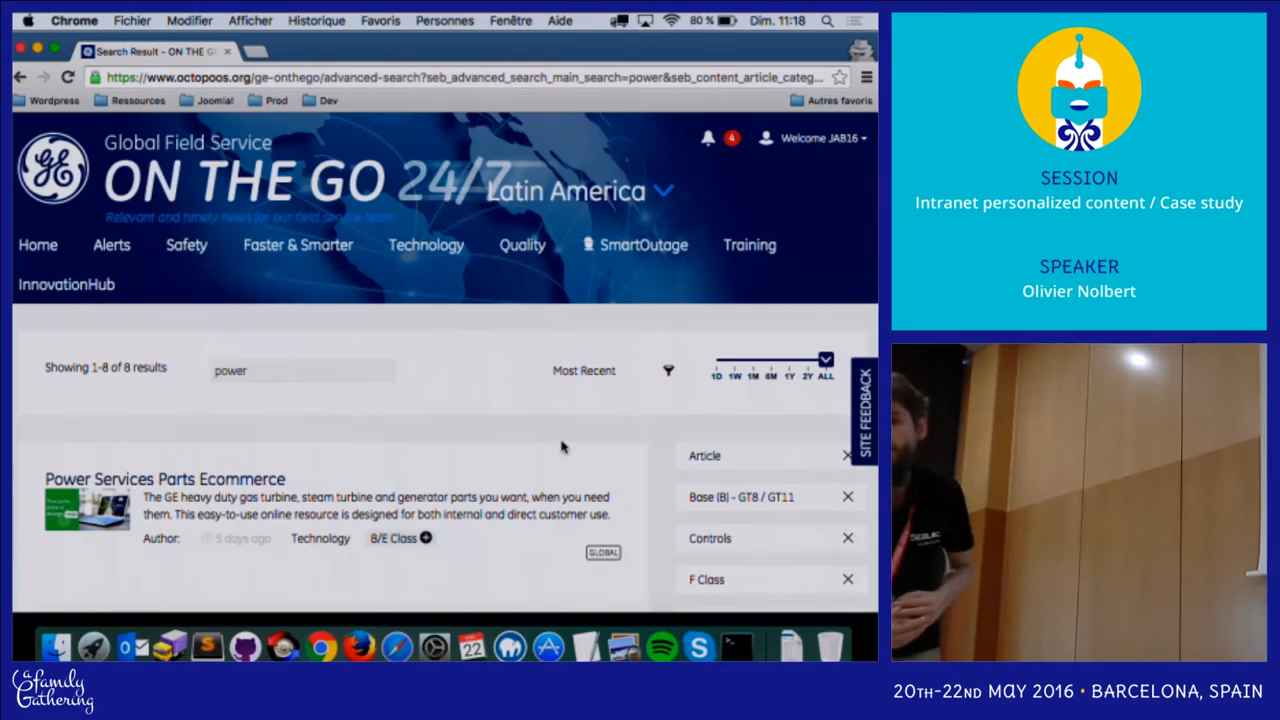 Chrome Fichier Modifier Afficher Historique Favoris Personnes Fenêtre Aide 80 % Dim. 11:18
Search Result - ON THE G
https://www.octopoos.org/ge-onthego/advanced-search?seb_advanced_search_main_search=power&seb_content_article_categ...
Wordpress Ressources Joomla! Prod Dev Autres favoris
GE
Global Field Service
ON THE GO 24/7
Latin America
Relevant and timely news for our field service team
4 Welcome JAB16
Home Alerts Safety Faster & Smarter Technology Quality SmartOutage Training
InnovationHub
Showing 1-8 of 8 results
power
Most Recent
1D 1W 1M 6M 1Y 2Y ALL
SITE FEEDBACK
Power Services Parts Ecommerce
The GE heavy duty gas turbine, steam turbine and generator parts you want, when you need
them. This easy-to-use online resource is designed for both internal and direct customer use.
Author: 5 days ago Technology B/E Class
GLOBAL
Article
Base (B) - GT8 / GT11
Controls
F Class
22
SESSION
Intranet personalized content / Case study
SPEAKER
Olivier Nolbert
a family
Gathering
20TH-22ND MAY 2016 • BARCELONA, SPAIN